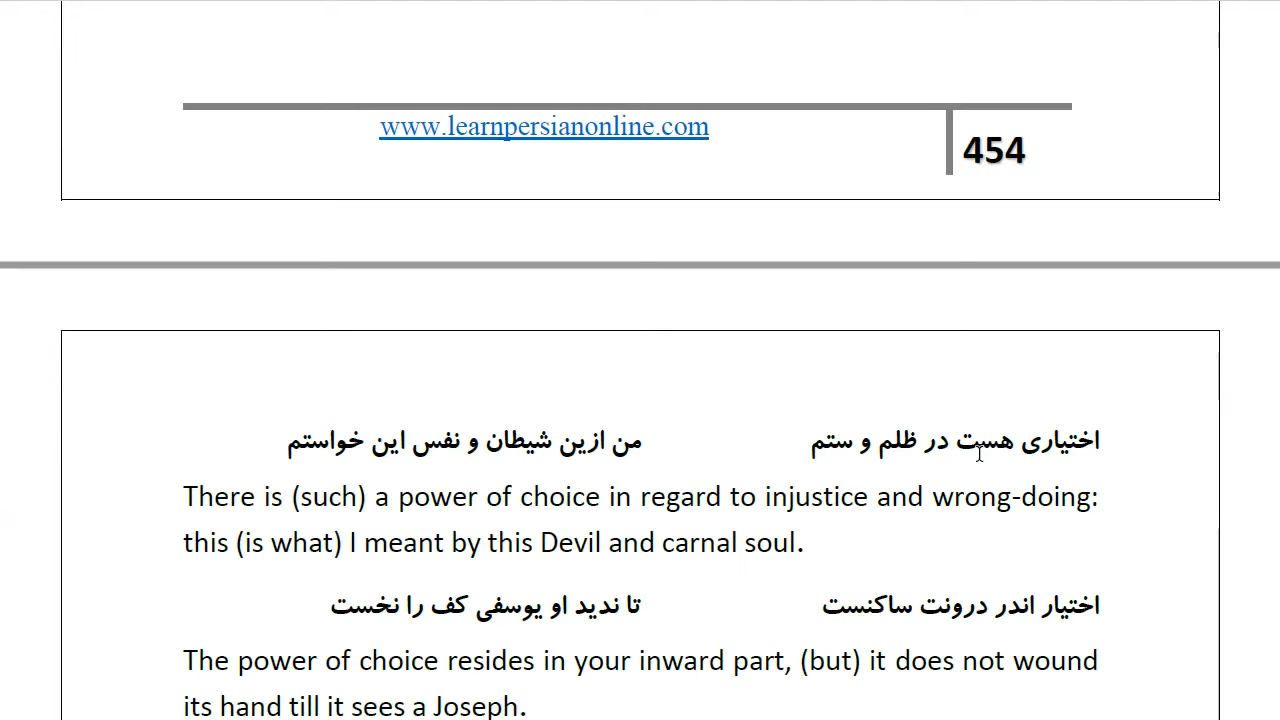 www.learnpersianonline.com
454
اختیاری هست در ظلم و ستم من ازین شیطان و نفس این خواستم
There is (such) a power of choice in regard to injustice and wrong-doing:
this (is what) I meant by this Devil and carnal soul.
اختیار اندر درونت ساکنست تا ندید او یوسفی کف را نخست
The power of choice resides in your inward part, (but) it does not wound
its hand till it sees a Joseph.